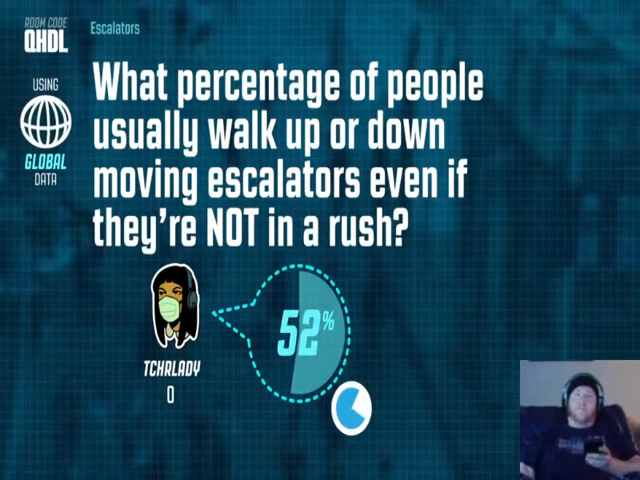 ROOM CODE
QHDL
Escalators
USING
GLOBAL
DATA
What percentage of people
usually walk up or down
moving escalators even if
they're NOT in a rush?
52%
TCHRLADY
0